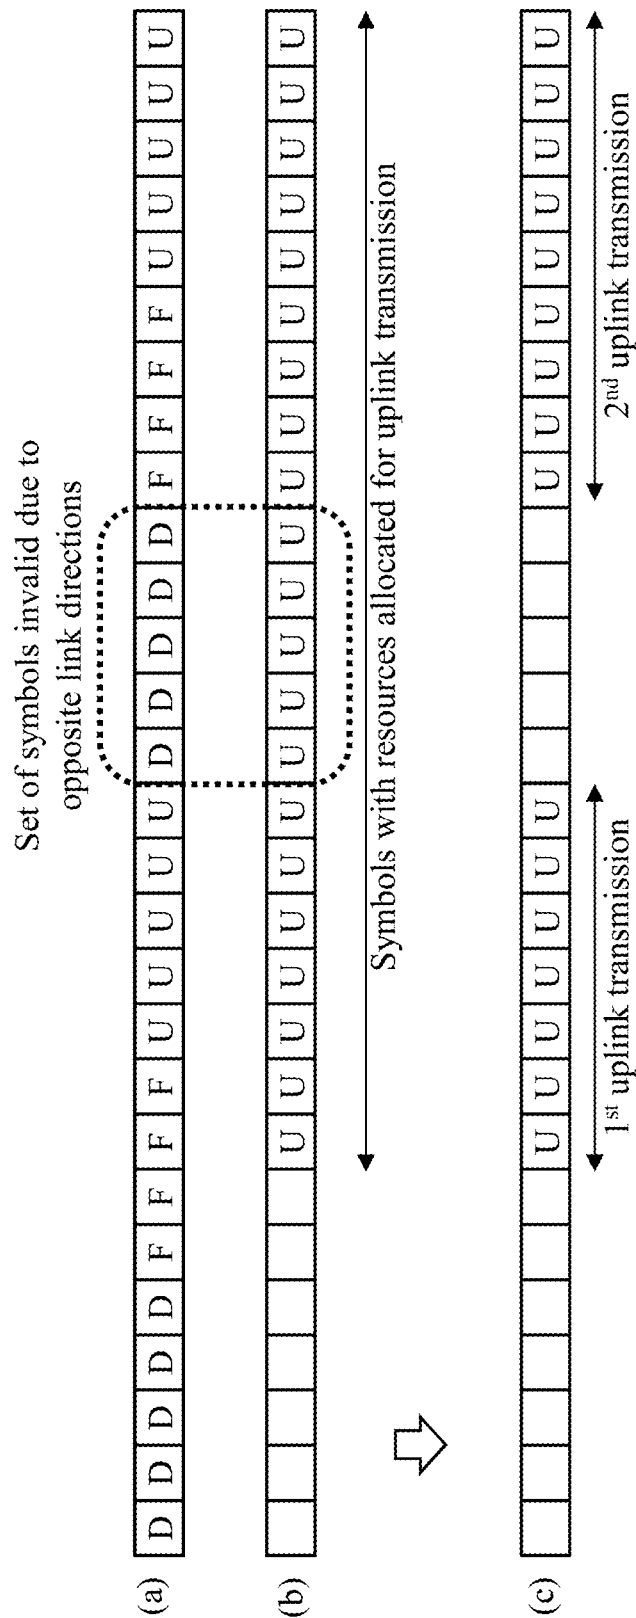 Set of symbols invalid due to
opposite link directions
(a) D D D D D F F F F U U U U U D D D D D F F F F U U U U U
(b) U U U U U U U U U U U U U U U U U U U U U
Symbols with resources allocated for uplink transmission
(c) U U U U U U U U U U U U U U U U
1st uplink transmission 2nd uplink transmission